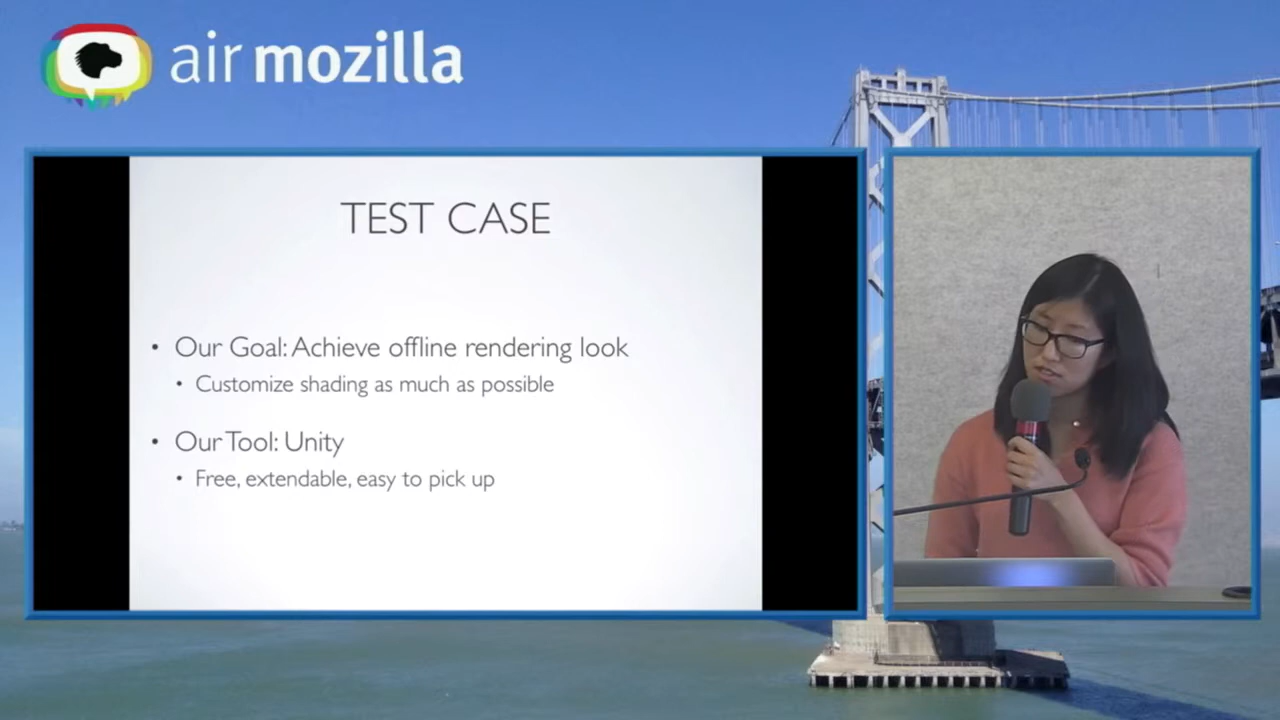 air mozilla
TEST CASE
• Our Goal: Achieve offline rendering look
• Customize shading as much as possible
• Our Tool: Unity
• Free, extendable, easy to pick up